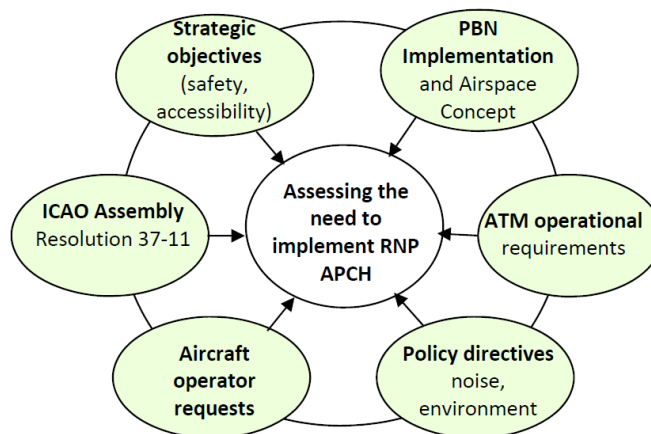 Strategic
objectives
(safety,
accessibility)
PBN
Implementation
and Airspace
Concept
ICAO Assembly
Resolution 37-11
Assessing the
need to
implement RNP
APCH
ATM operational
requirements
Aircraft
operator
requests
Policy directives
noise,
environment